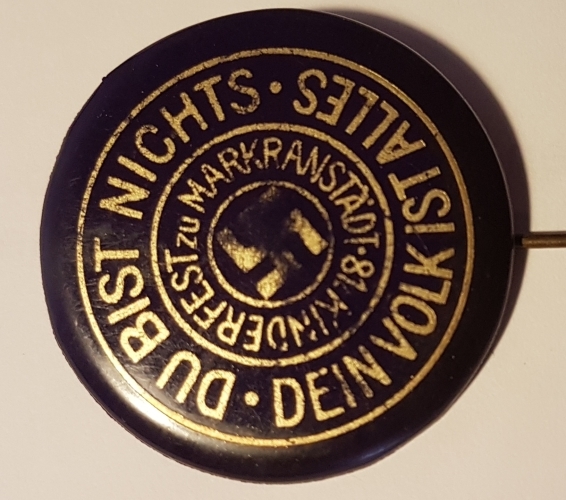 DU BIST NICHTS · DEIN VOLK IST ALLES ·
81. KINDERFEST zu MARKRANSTÄDT ·